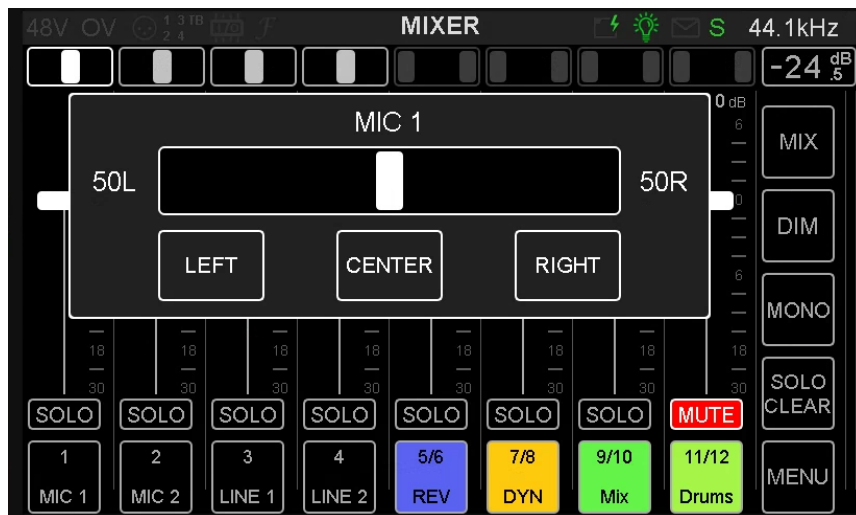 48V OV 1 3 TB MIXER S 44.1kHz
2 4
-24 dB
.5
0 dB
MIC 1
6
MIX
50L 50R
0
DIM
LEFT CENTER RIGHT
6
MONO
18 18 18 18 18 18 18 18
30 30 30 30 30 30 30 30
SOLO
CLEAR
SOLO SOLO SOLO SOLO SOLO SOLO SOLO MUTE
1 2 3 4 5/6 7/8 9/10 11/12
MENU
MIC 1 MIC 2 LINE 1 LINE 2 REV DYN Mix Drums